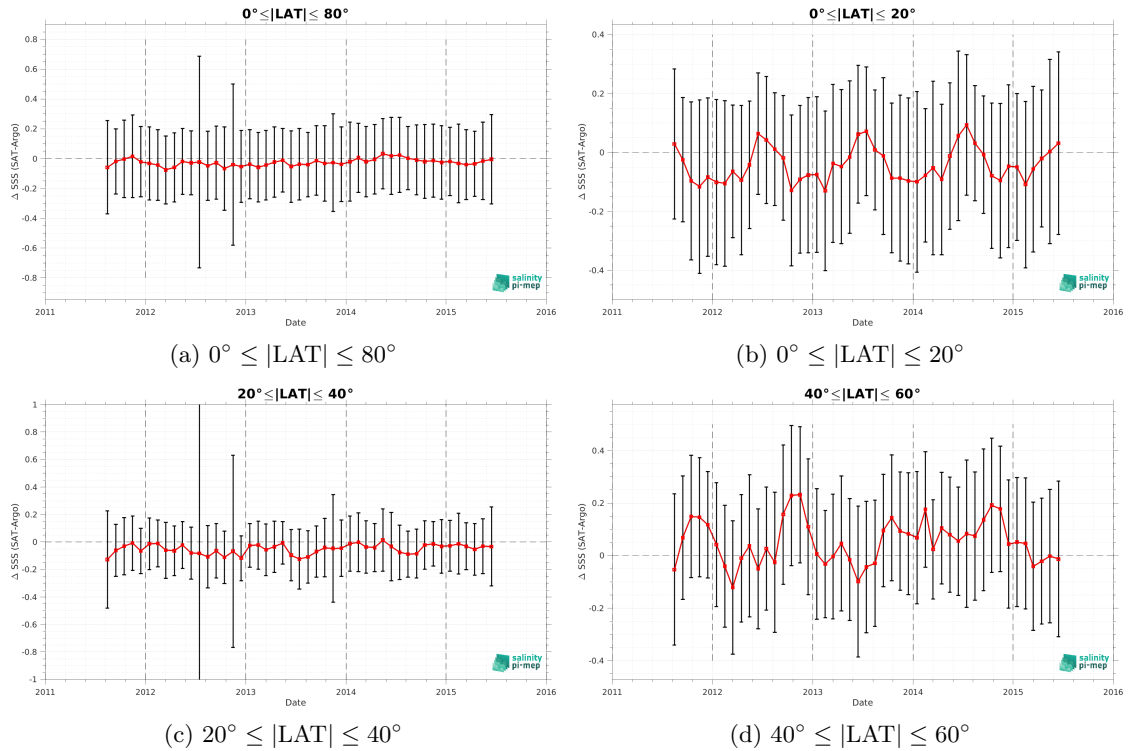 0°≤|LAT|≤ 80°
Δ SSS (SAT-Argo)
0.8
0.6
0.4
0.2
0
-0.2
-0.4
-0.6
-0.8
2011 2012 2013 2014 2015 2016
Date
salinity
pi-mep
(a) 0° ≤ |LAT| ≤ 80°
0°≤|LAT|≤ 20°
Δ SSS (SAT-Argo)
0.4
0.2
0
-0.2
-0.4
2011 2012 2013 2014 2015 2016
Date
salinity
pi-mep
(b) 0° ≤ |LAT| ≤ 20°
20°≤|LAT|≤ 40°
Δ SSS (SAT-Argo)
1
0.8
0.6
0.4
0.2
0
-0.2
-0.4
-0.6
-0.8
-1
2011 2012 2013 2014 2015 2016
Date
salinity
pi-mep
(c) 20° ≤ |LAT| ≤ 40°
40°≤|LAT|≤ 60°
Δ SSS (SAT-Argo)
0.4
0.2
0
-0.2
-0.4
2011 2012 2013 2014 2015 2016
Date
salinity
pi-mep
(d) 40° ≤ |LAT| ≤ 60°